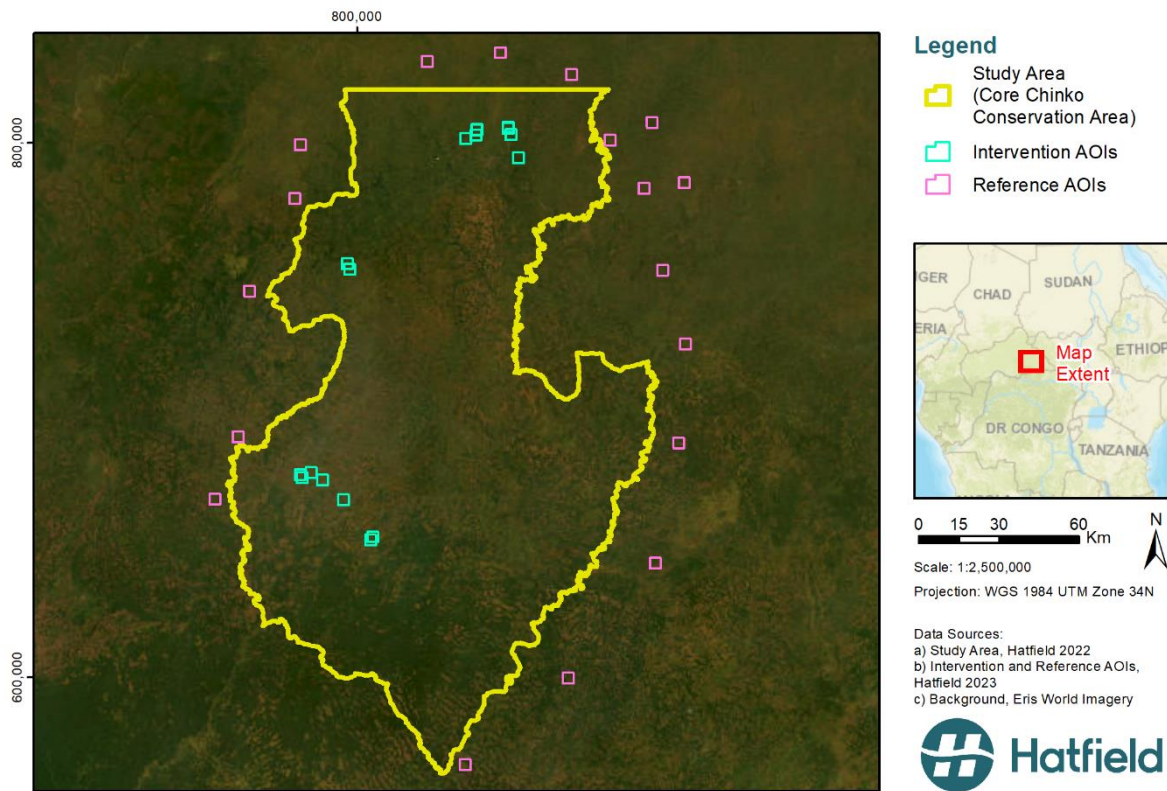 800,000
800,000
600,000
Legend
Study Area
(Core Chinko
Conservation Area)
Intervention AOIs
Reference AOIs
GER
CHAD
SUDAN
ERIA
ETHIOP
Map
Extent
DR CONGO
TANZANIA
0 15 30 60
Km
N
Scale: 1:2,500,000
Projection: WGS 1984 UTM Zone 34N
Data Sources:
a) Study Area, Hatfield 2022
b) Intervention and Reference AOIs,
Hatfield 2023
c) Background, Eris World Imagery
Hatfield